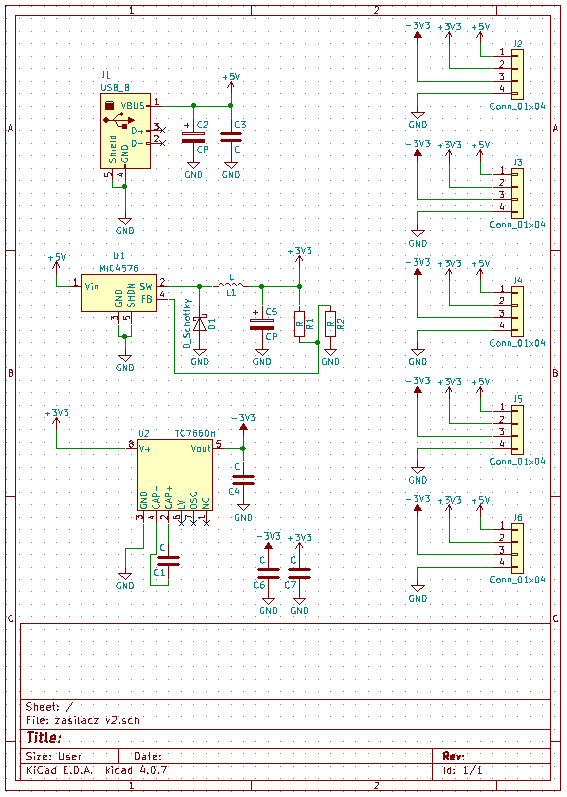 1
2
A
A
B
B
C
C
J1
USB_B
VBUS
1
D+
3
D-
2
Shield
GND
5
4
GND
+5V
C2
CP
C3
C
GND
GND
-3V3
+3V3
+5V
J2
1
2
3
4
Conn_01x04
GND
-3V3
+3V3
+5V
J3
1
2
3
4
Conn_01x04
GND
U1
MIC4576
+5V
1
Vin
SW
2
FB
4
GND
SHDN
3
5
GND
D_Schottky
D1
GND
L
L1
C5
CP
GND
+3V3
R
R1
R
R2
GND
-3V3
+3V3
+5V
J4
1
2
3
4
Conn_01x04
GND
-3V3
+3V3
+5V
J5
1
2
3
4
Conn_01x04
GND
+3V3
U2
TC7660H
8
V+
Vout
5
GND
CAP-
CAP+
LV
OSC
NC
3
4
2
6
7
1
GND
C
C1
-3V3
C
C4
GND
-3V3
C
C6
GND
+3V3
C
C7
GND
-3V3
+3V3
+5V
J6
1
2
3
4
Conn_01x04
GND
Sheet: /
File: zasilacz v2.sch
Title:
Size: User
Date:
Rev:
KiCad E.D.A. kicad 4.0.7
Id: 1/1
1
2